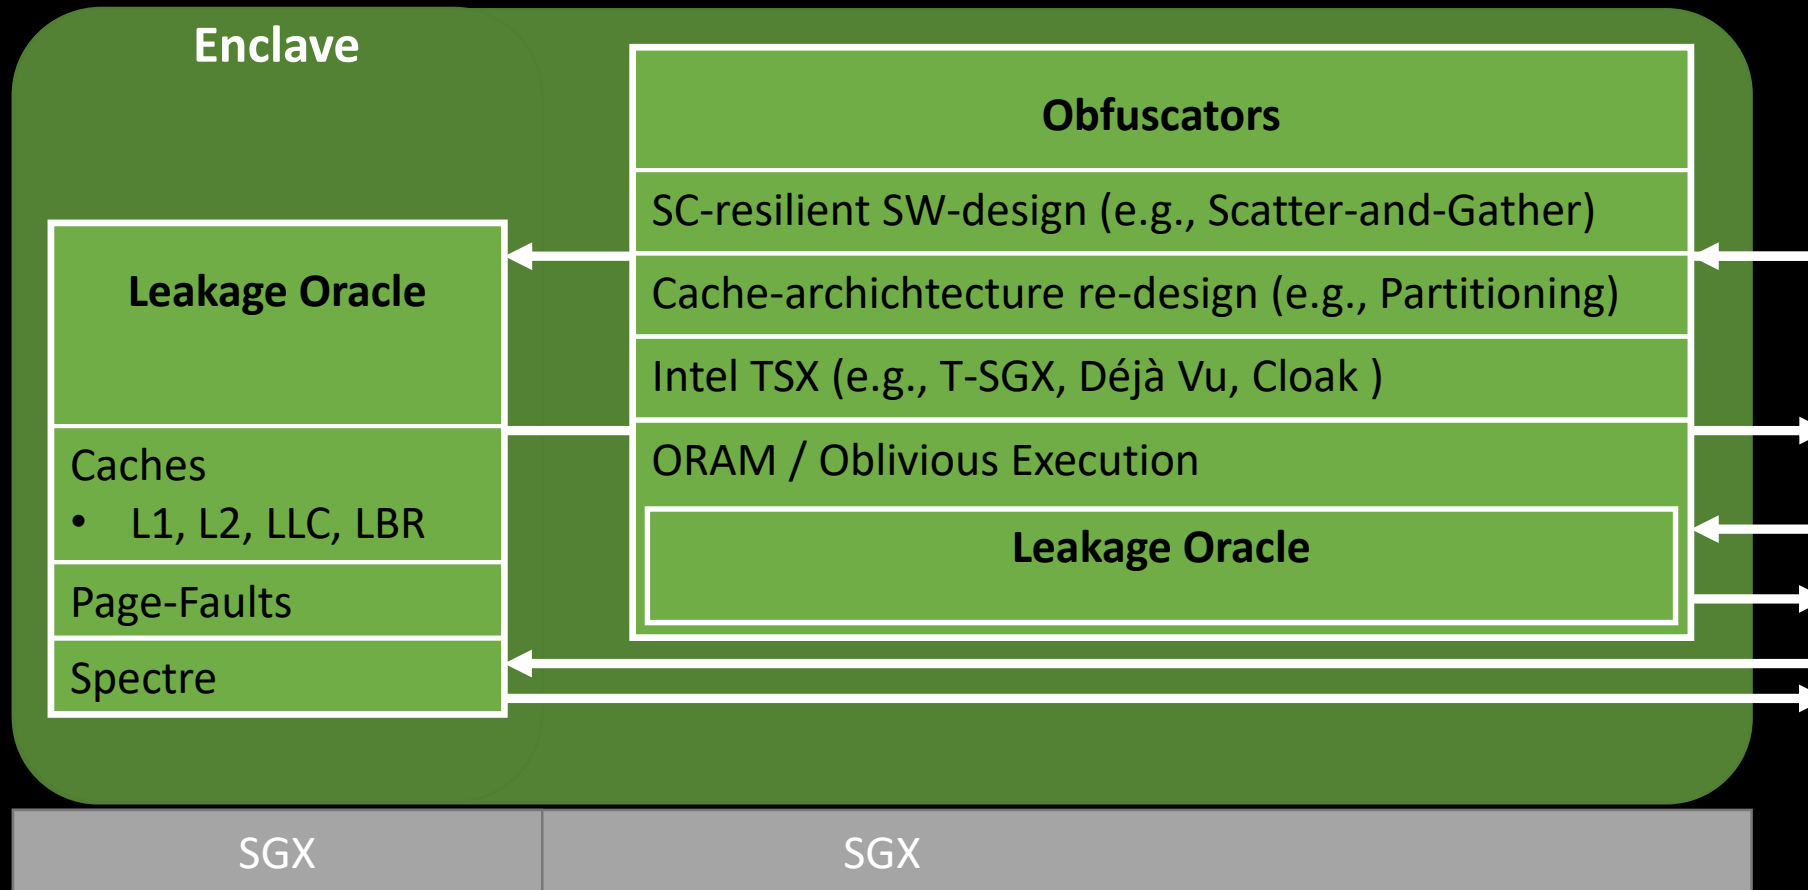 Enclave
Leakage Oracle
Caches
• L1, L2, LLC, LBR
Page-Faults
Spectre
Obfuscators
SC-resilient SW-design (e.g., Scatter-and-Gather)
Cache-archichtecture re-design (e.g., Partitioning)
Intel TSX (e.g., T-SGX, Déjà Vu, Cloak )
ORAM / Oblivious Execution
Leakage Oracle
SGX
SGX